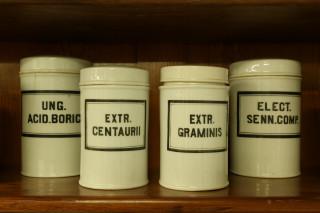 UNG.
ACID.BORIC
EXTR.
CENTAURII
EXTR.
GRAMINIS
ELECT.
SENN.COMP.